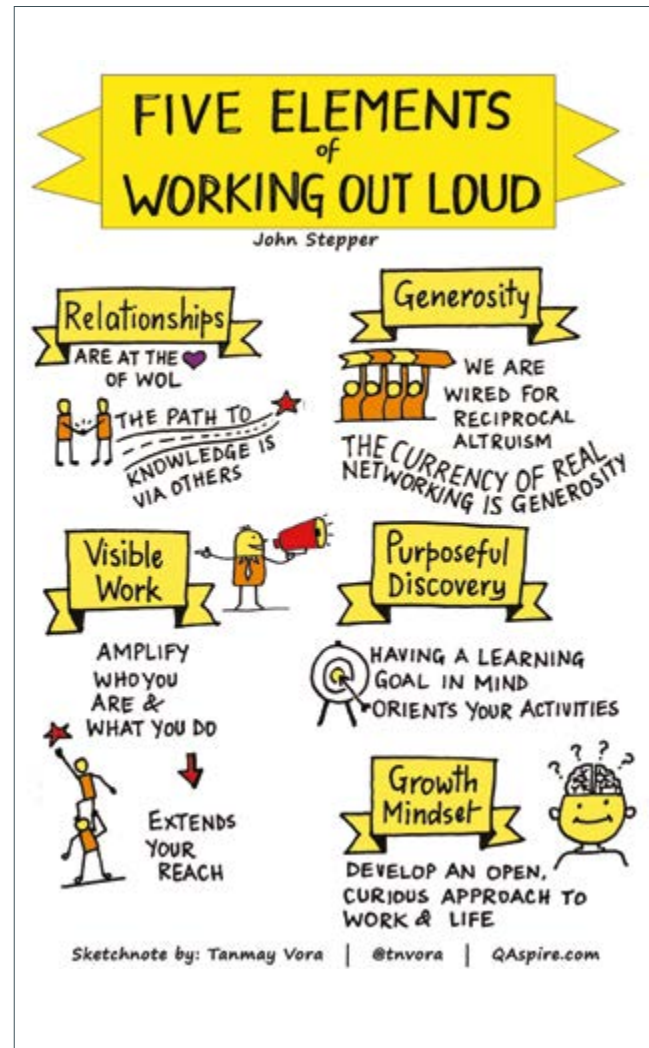 FIVE ELEMENTS
of
WORKING OUT LOUD
John Stepper
Relationships
ARE AT THE
OF WOL
THE PATH TO
KNOWLEDGE IS
VIA OTHERS
Generosity
WE ARE
WIRED FOR
RECIPROCAL
ALTRUISM
THE CURRENCY OF REAL
NETWORKING IS GENEROSITY
Visible
Work
AMPLIFY
WHO YOU
ARE &
WHAT YOU DO
EXTENDS
YOUR
REACH
Purposeful
Discovery
HAVING A LEARNING
GOAL IN MIND
ORIENTS YOUR ACTIVITIES
Growth
Mindset
? ? ? ?
DEVELOP AN OPEN,
CURIOUS APPROACH TO
WORK & LIFE
Sketchnote by: Tanmay Vora | @tnvora | QAspire.com